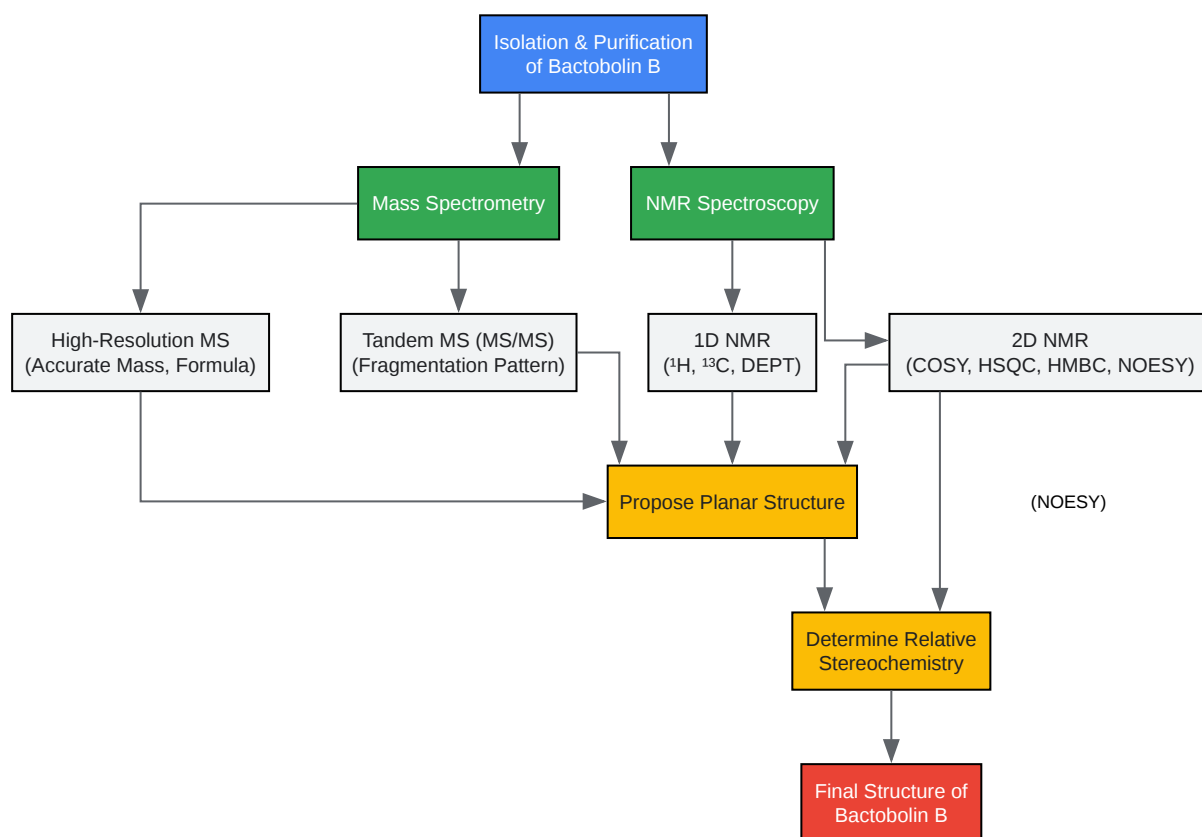 Isolation & Purification
of Bactobolin B
Mass Spectrometry
NMR Spectroscopy
High-Resolution MS
(Accurate Mass, Formula)
Tandem MS (MS/MS)
(Fragmentation Pattern)
1D NMR
(¹H, ¹³C, DEPT)
2D NMR
(COSY, HSQC, HMBC, NOESY)
Propose Planar Structure
(NOESY)
Determine Relative
Stereochemistry
Final Structure of
Bactobolin B